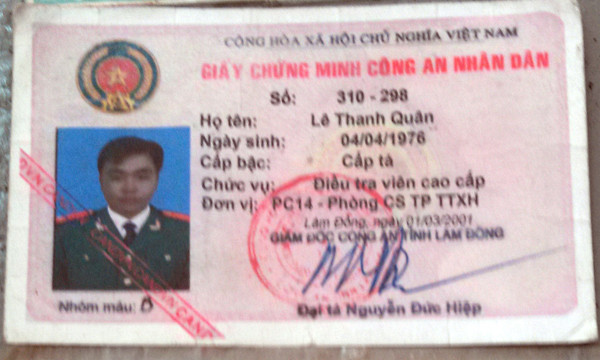 CỘNG HÒA XÃ HỘI CHỦ NGHĨA VIỆT NAM
GIẤY CHỨNG MINH CÔNG AN NHÂN DÂN
Số: 310 - 298
Họ tên: Lê Thanh Quân
Ngày sinh: 04/04/1976
Cấp bậc: Cấp tá
Chức vụ: Điều tra viên cao cấp
Đơn vị: PC14 - Phòng CS TP TTXH
Lâm Đồng, ngày 01/03/2001
GIÁM ĐỐC CÔNG AN TỈNH LÂM ĐỒNG
Nhóm máu: O
Đại tá Nguyễn Đức Hiệp